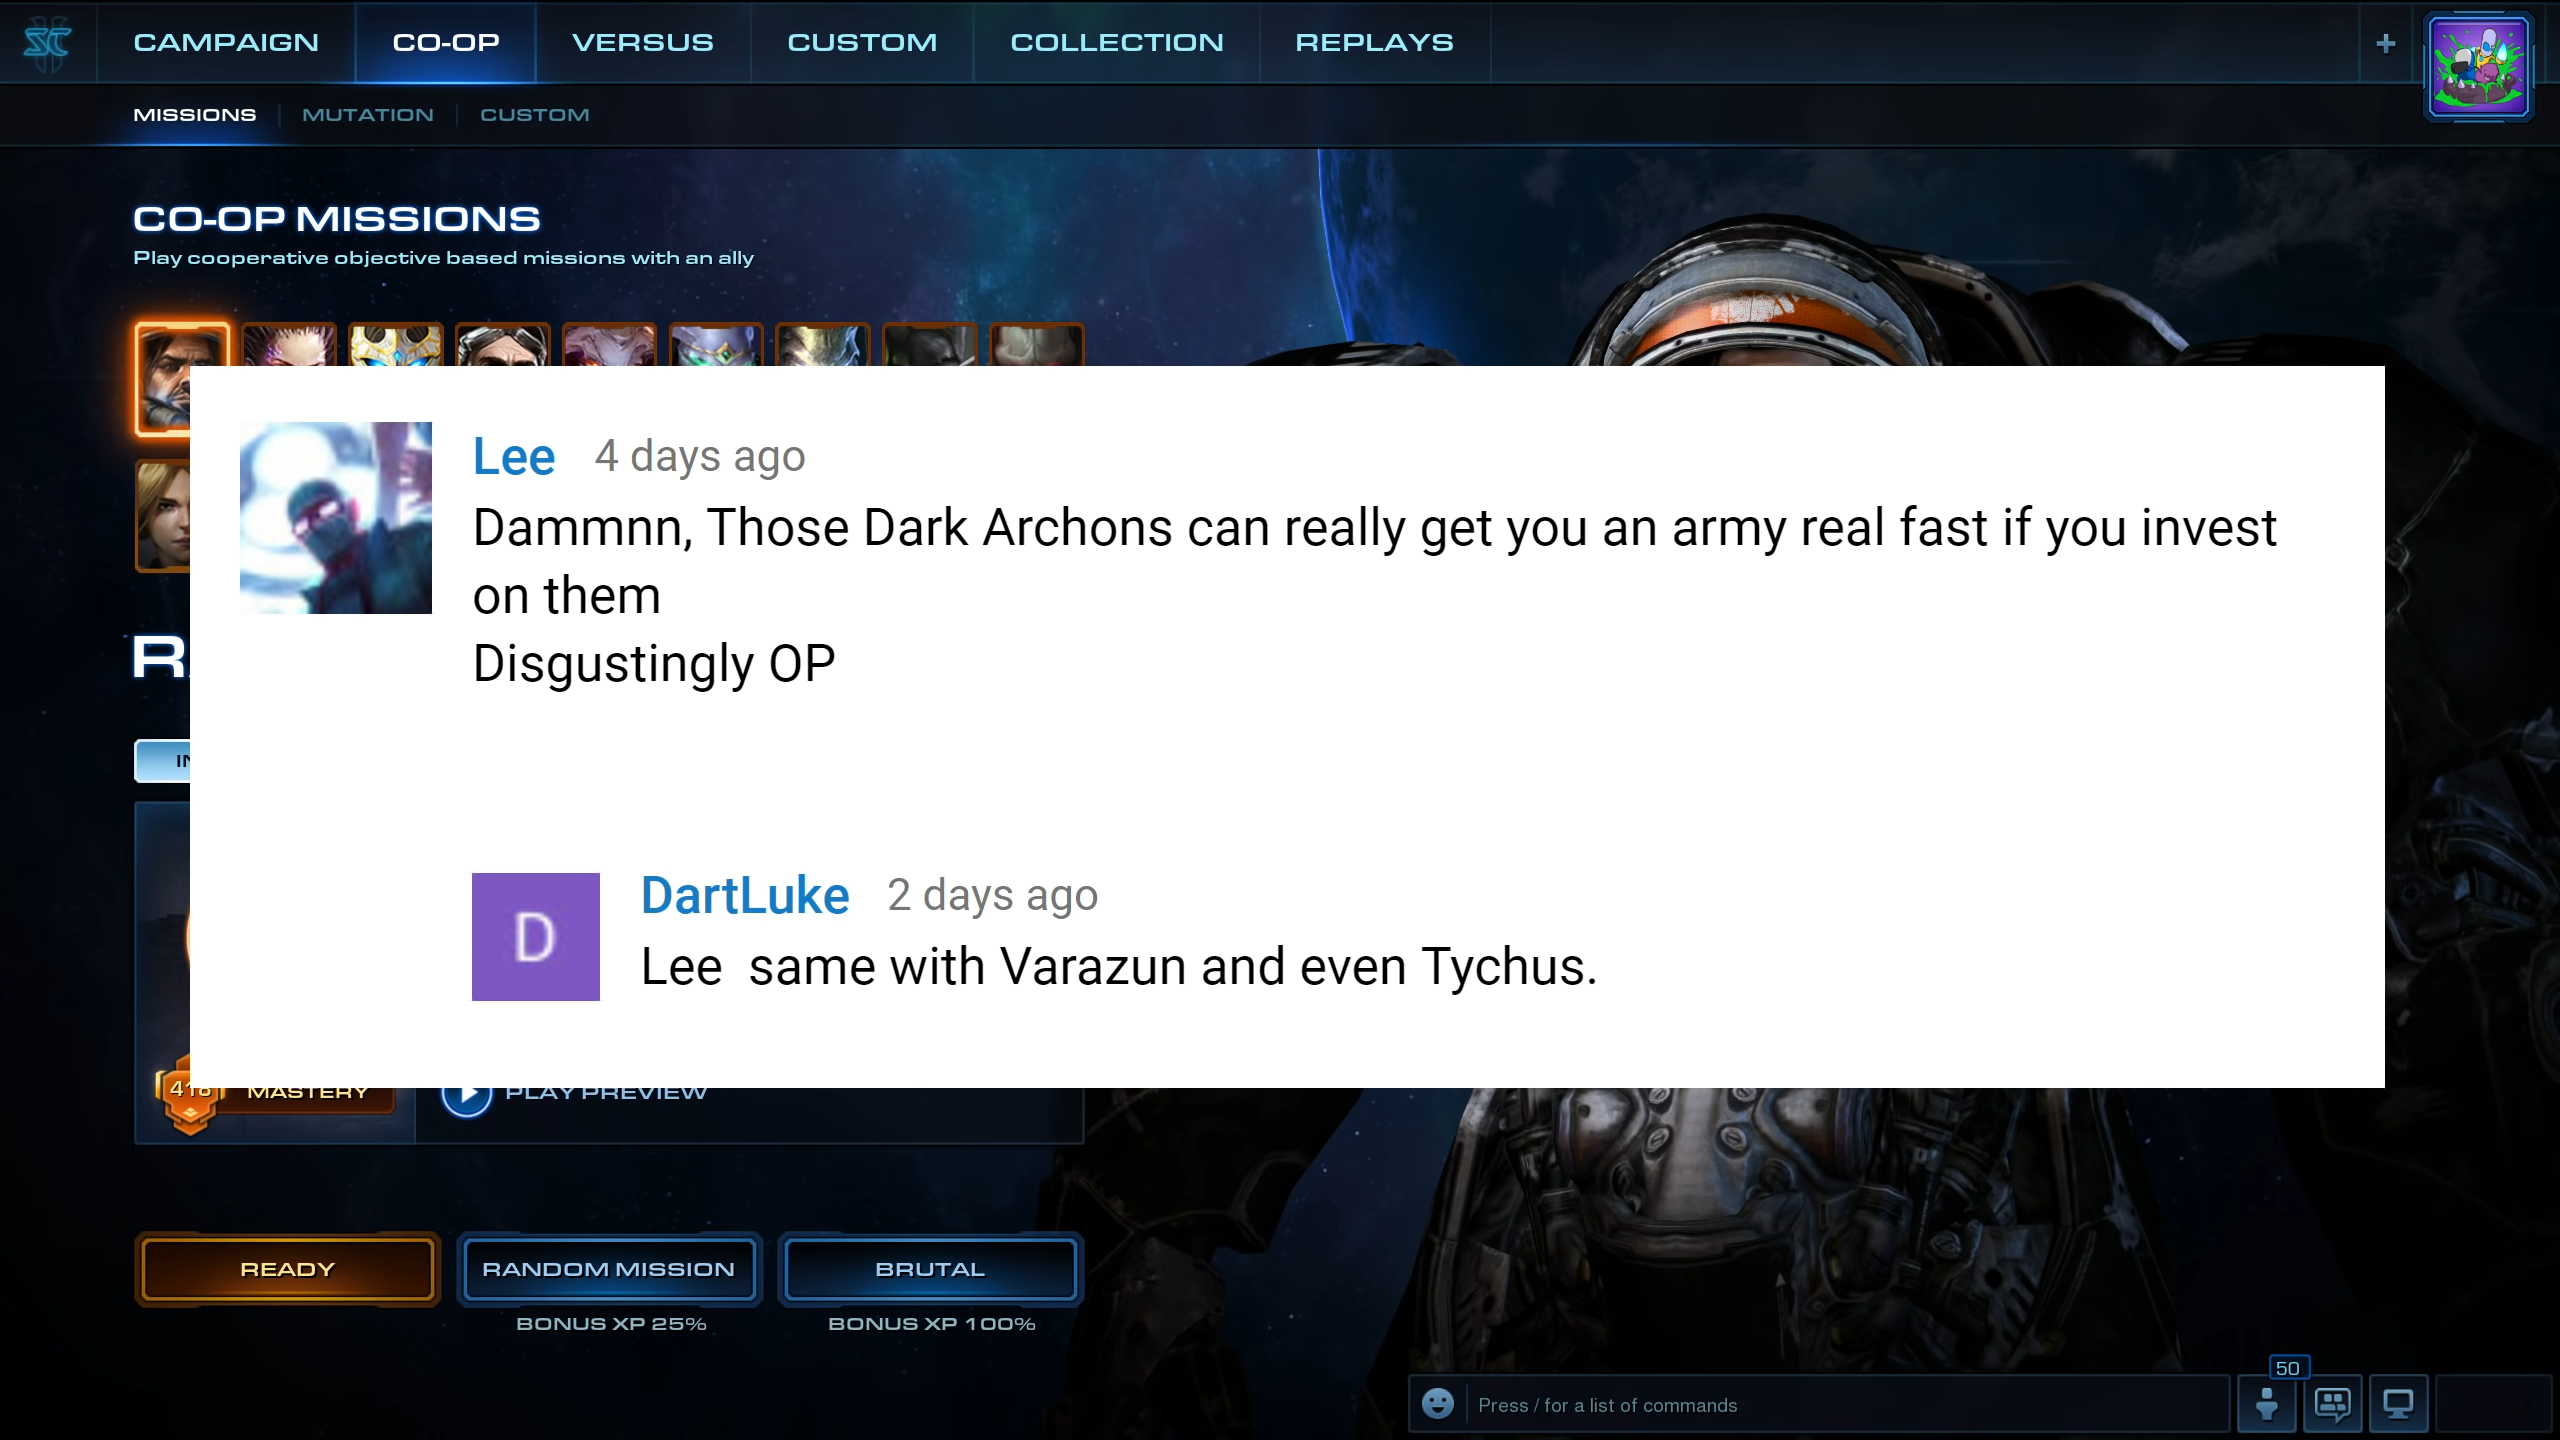 CAMPAIGN CO-OP VERSUS CUSTOM COLLECTION REPLAYS +
MISSIONS MUTATION CUSTOM
CO-OP MISSIONS
Play cooperative objective based missions with an ally
Lee 4 days ago
Dammnn, Those Dark Archons can really get you an army real fast if you invest
on them
Disgustingly OP
D
DartLuke 2 days ago
Lee same with Varazun and even Tychus.
418 MASTERY PLAY PREVIEW
READY RANDOM MISSION BRUTAL
BONUS XP 25% BONUS XP 100%
50
Press / for a list of commands